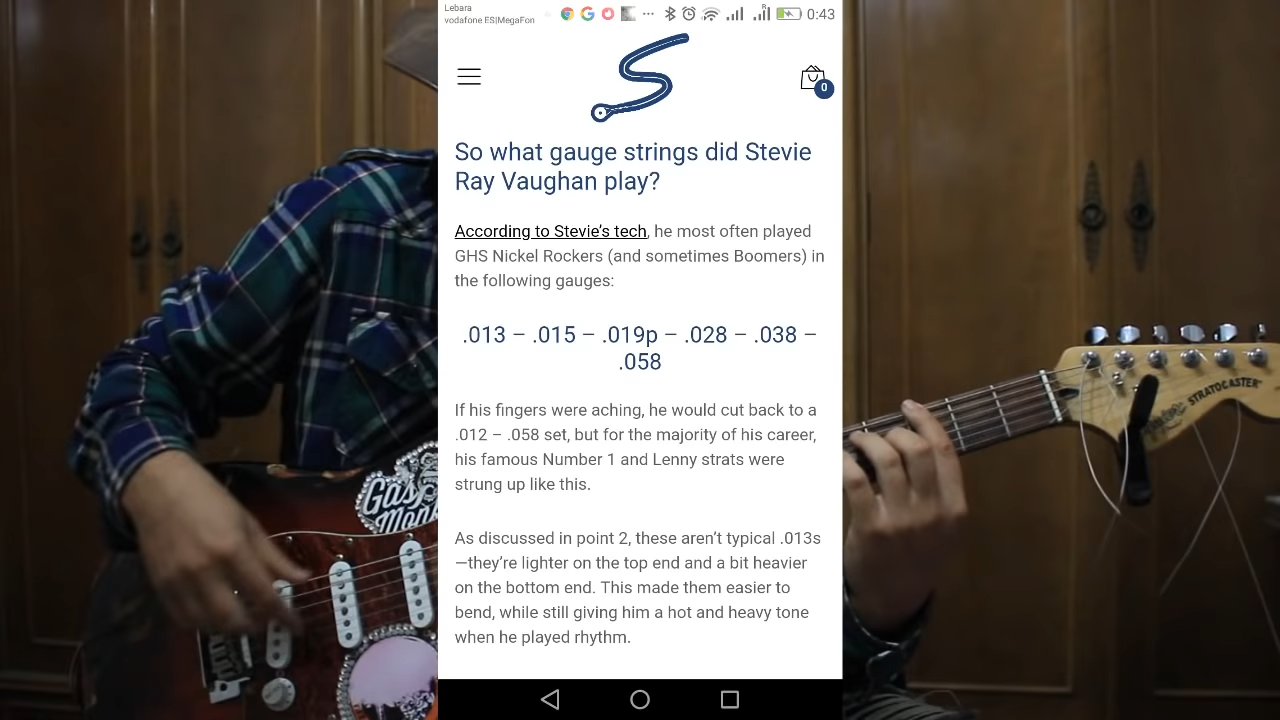 Lebara
vodafone ES|MegaFon
0:43
0
So what gauge strings did Stevie
Ray Vaughan play?
According to Stevie’s tech, he most often played
GHS Nickel Rockers (and sometimes Boomers) in
the following gauges:
.013 – .015 – .019p – .028 – .038 –
.058
If his fingers were aching, he would cut back to a
.012 – .058 set, but for the majority of his career,
his famous Number 1 and Lenny strats were
strung up like this.
As discussed in point 2, these aren’t typical .013s
—they’re lighter on the top end and a bit heavier
on the bottom end. This made them easier to
bend, while still giving him a hot and heavy tone
when he played rhythm.
Gas
Monk
STRATOCASTER